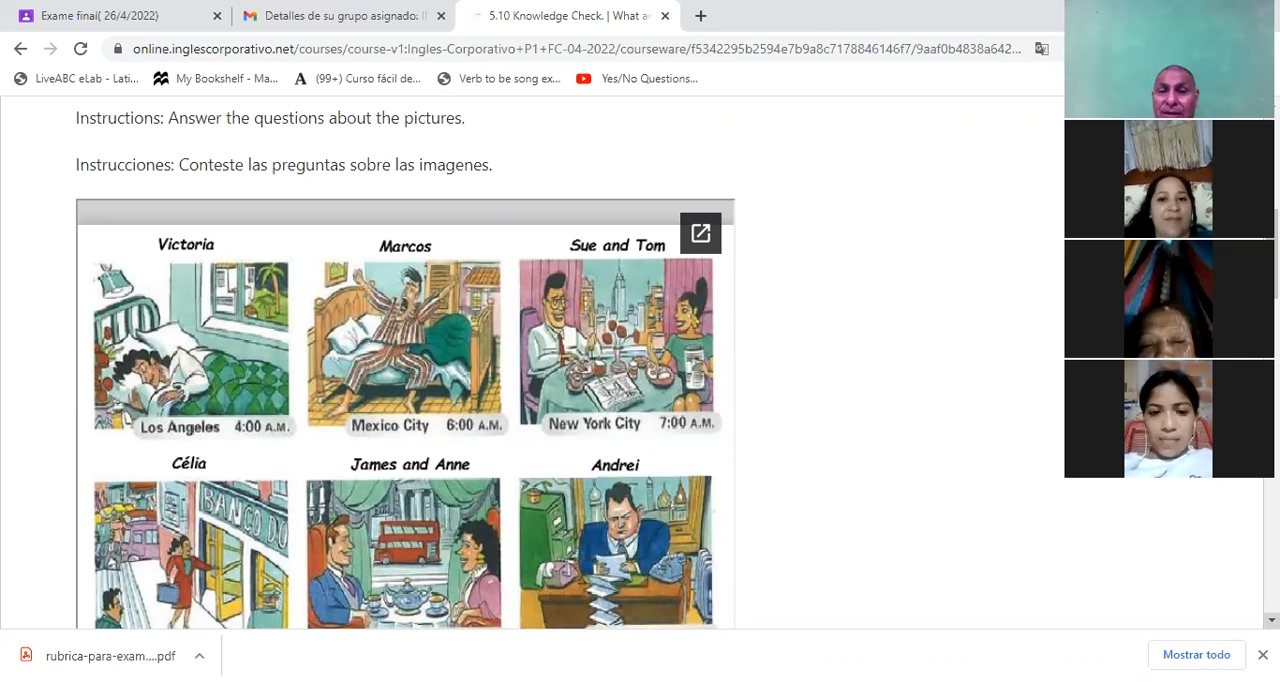 Exame final( 26/4/2022)
Detalles de su grupo asignado: I
5.10 Knowledge Check. | What a
online.inglescorporativo.net/courses/course-v1:Ingles-Corporativo+P1+FC-04-2022/courseware/f5342295b2594e7b9a8c7178846146f7/9aaf0b4838a642...
LiveABC eLab - Lati... My Bookshelf - Ma... (99+) Curso fácil de... Verb to be song ex... Yes/No Questions...
Instructions: Answer the questions about the pictures.
Instrucciones: Conteste las preguntas sobre las imagenes.
Victoria Marcos Sue and Tom
Los Angeles 4:00 A.M. Mexico City 6:00 A.M. New York City 7:00 A.M.
Célia James and Anne Andrei
BANCO DU
rubrica-para-exam....pdf
Mostrar todo